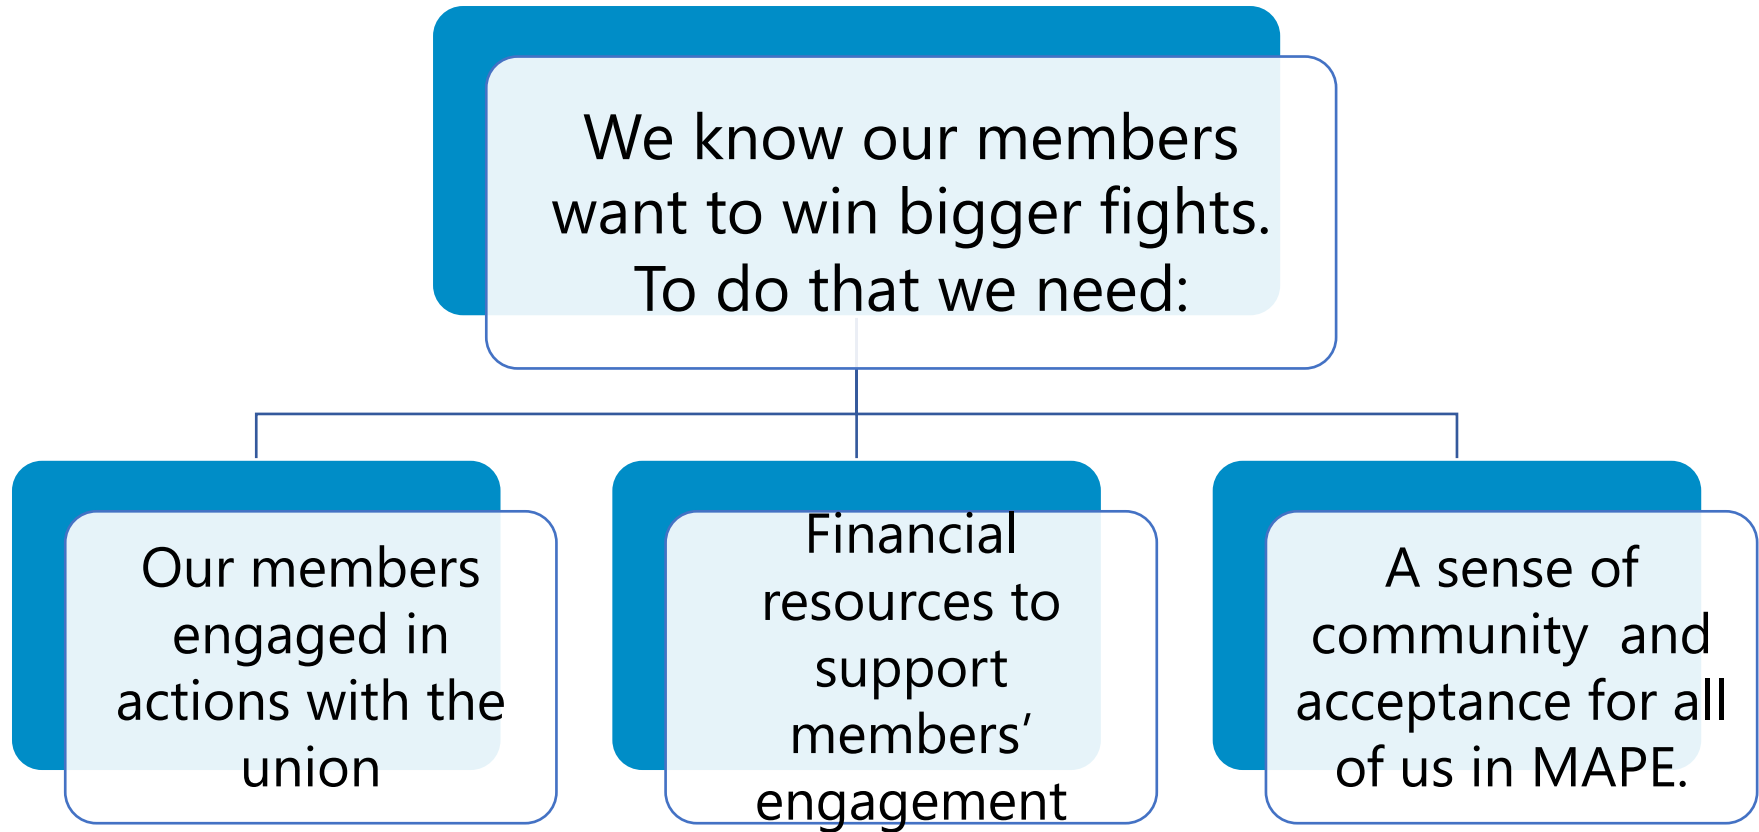 We know our members
want to win bigger fights.
To do that we need:
Our members
engaged in
actions with the
union
Financial
resources to
support
members’
engagement
A sense of
community  and
acceptance for all
of us in MAPE.